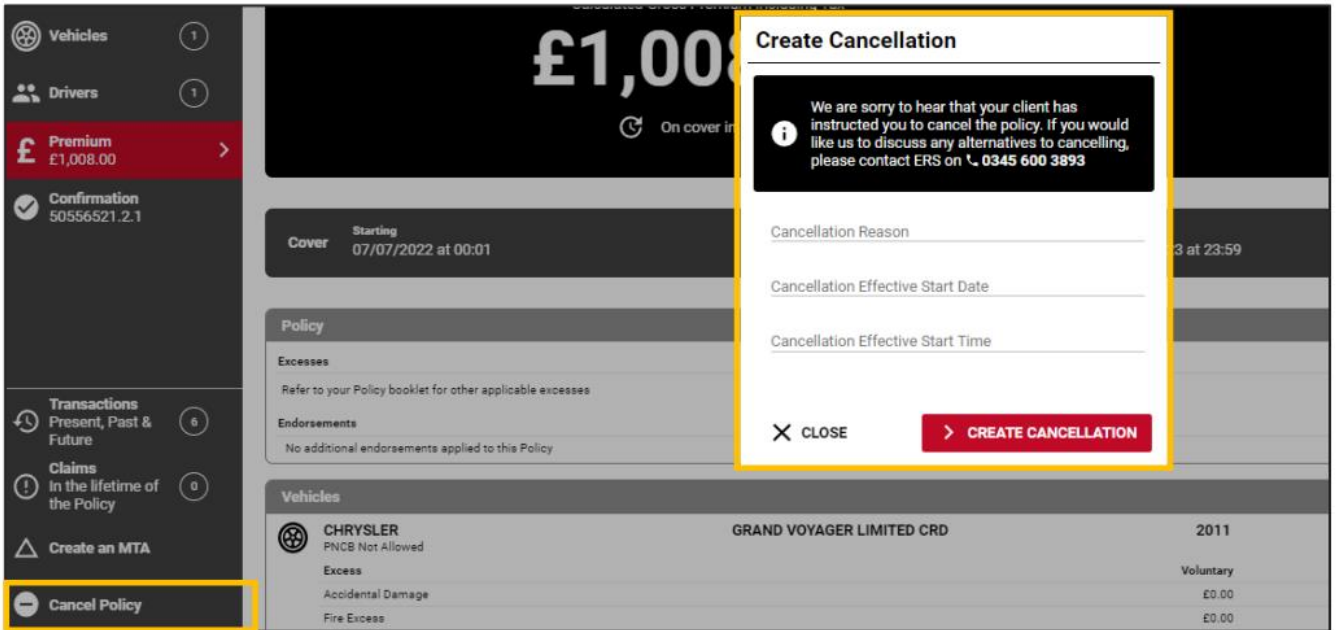 Vehicles 1
Drivers 1
Premium
£1,008.00
Confirmation
50556521.2.1
Transactions
Present, Past & 6
Future
Claims
In the lifetime of 0
the Policy
Create an MTA
Cancel Policy
£1,00
On cover
Cover
Starting
07/07/2022 at 00:01
3 at 23:59
Policy
Excesses
Refer to your Policy booklet for other applicable excesses
Endorsements
No additional endorsements applied to this Policy
Vehicles
CHRYSLER GRAND VOYAGER LIMITED CRD 2011
PNCB Not Allowed
Excess Voluntary
Accidental Damage £0.00
Fire Excess £0.00
Create Cancellation
We are sorry to hear that your client has
instructed you to cancel the policy. If you would
like us to discuss any alternatives to cancelling,
please contact ERS on 0345 600 3893
Cancellation Reason
Cancellation Effective Start Date
Cancellation Effective Start Time
CLOSE
CREATE CANCELLATION